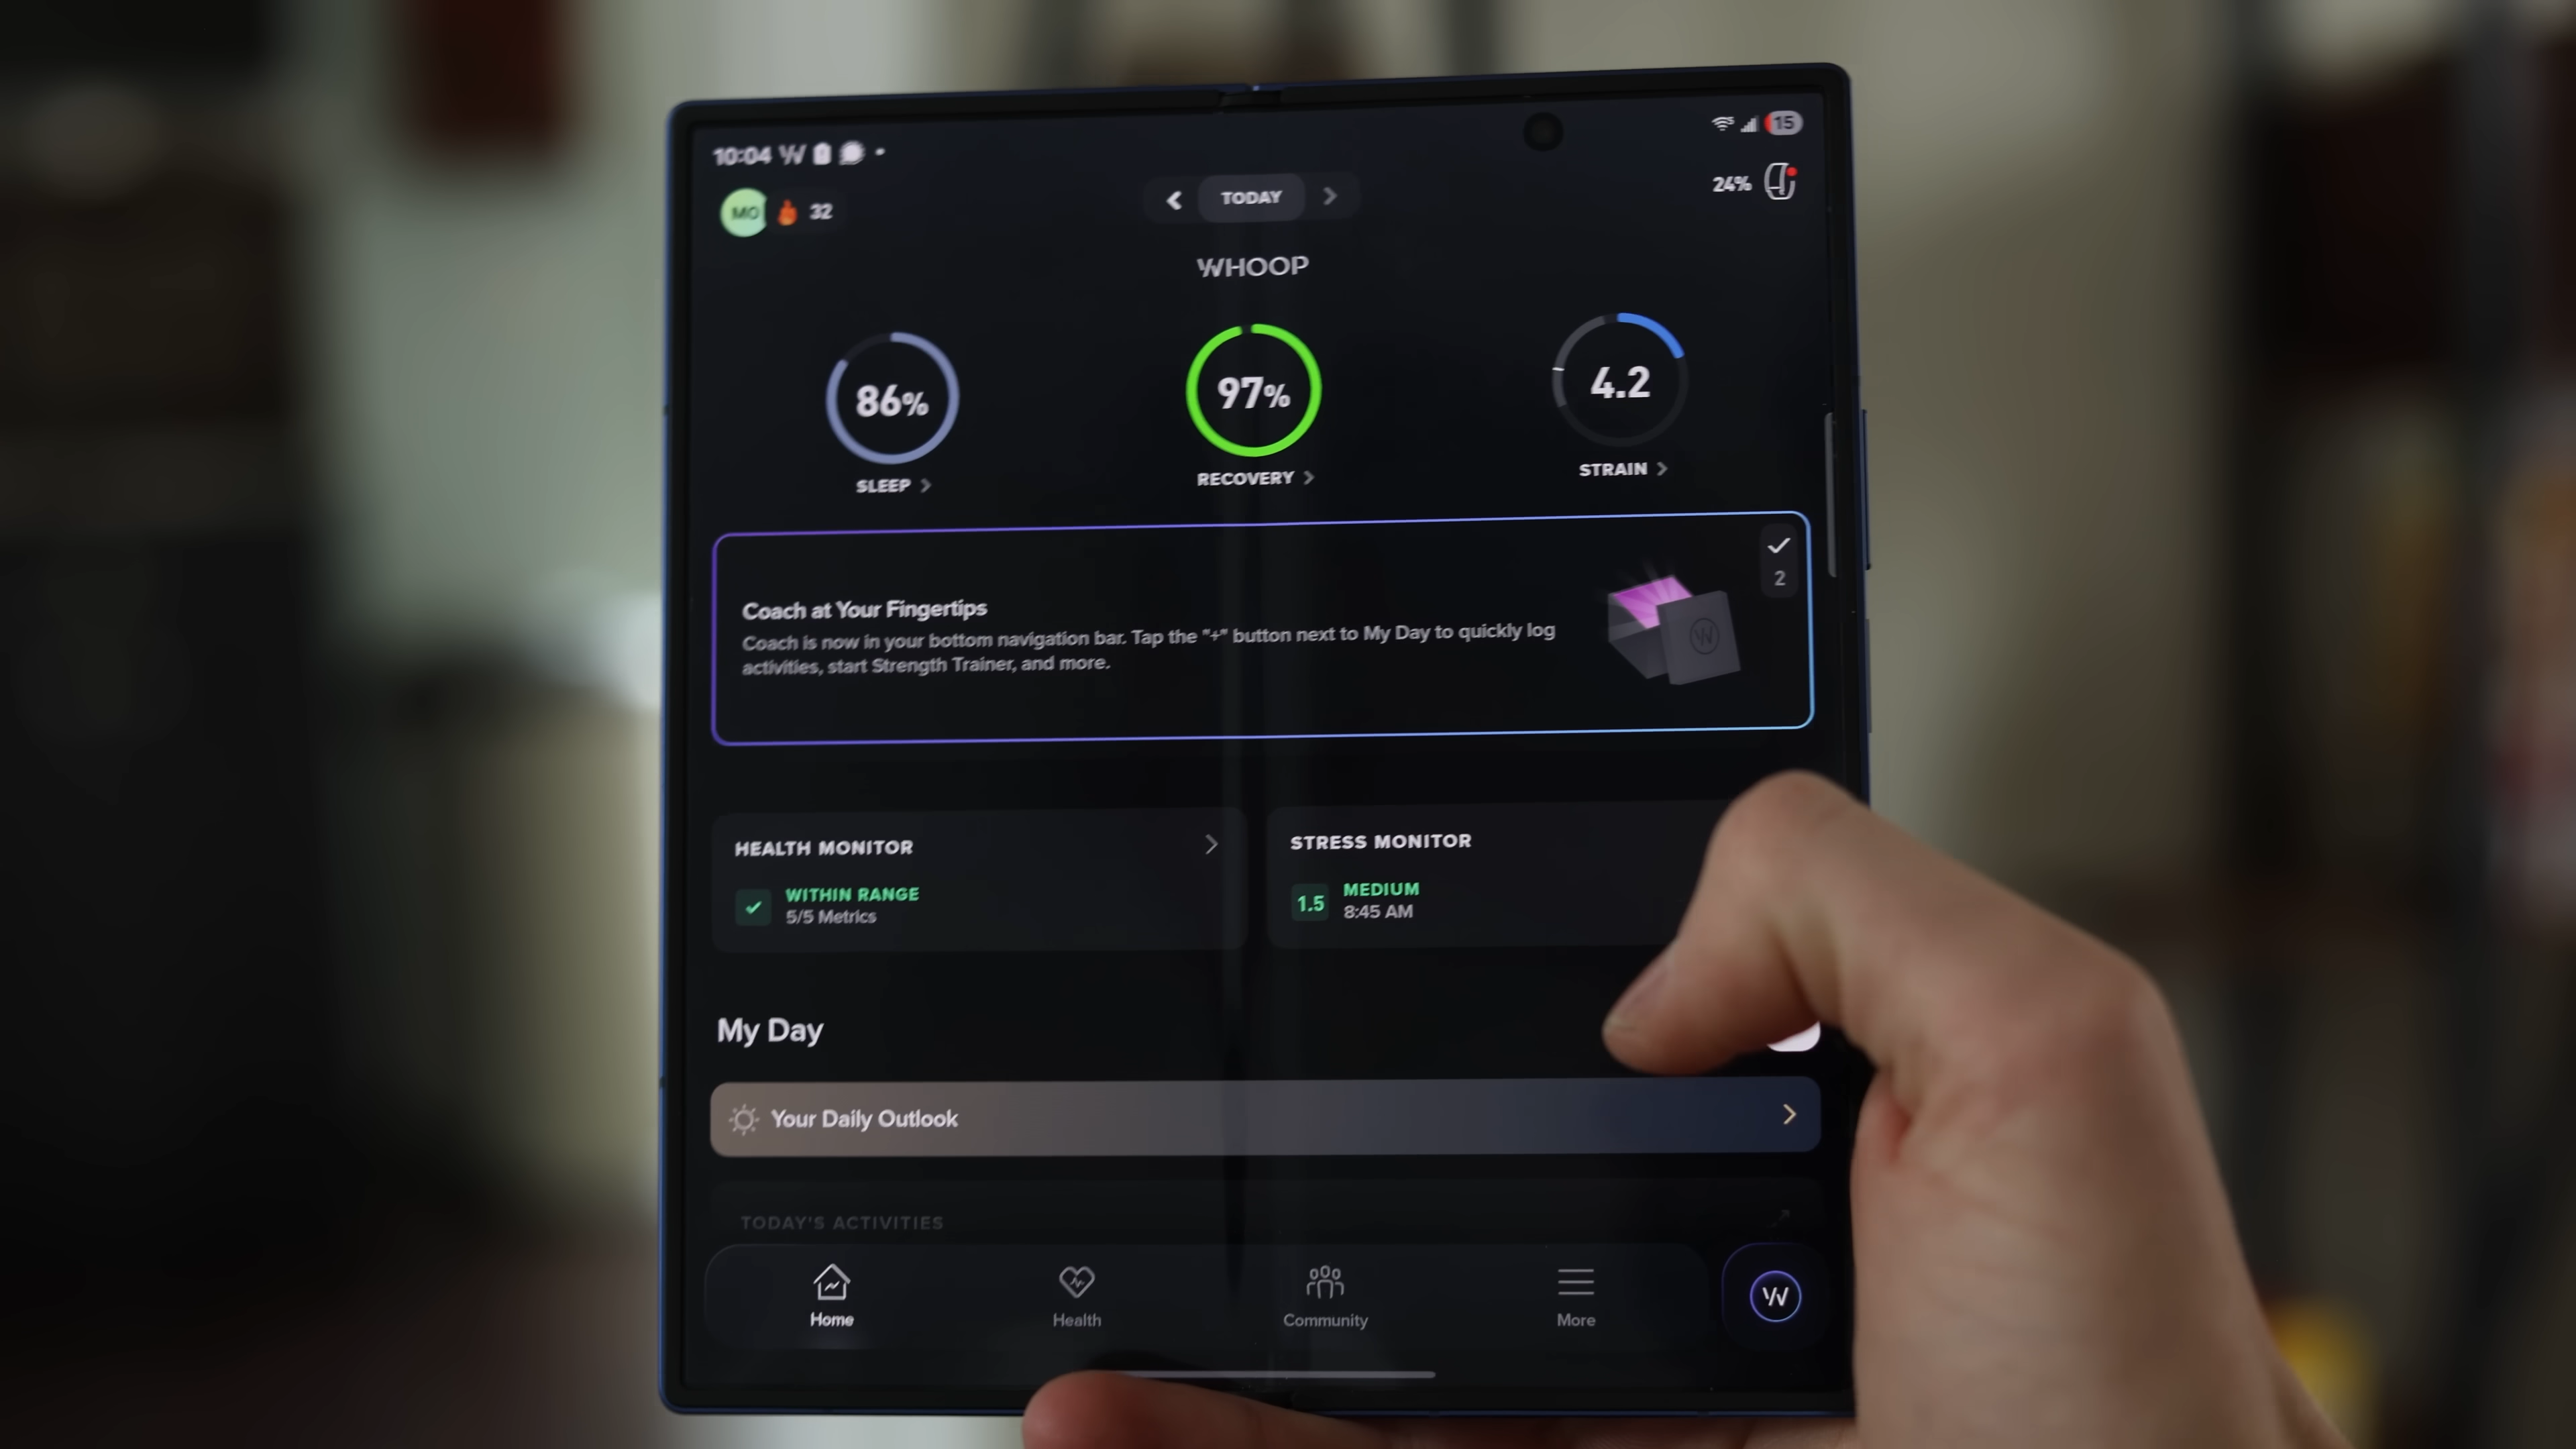 10:04
15
MO 32
TODAY
24%
WHOOP
86%
97%
4.2
SLEEP
RECOVERY
STRAIN
2
Coach at Your Fingertips
Coach is now in your bottom navigation bar. Tap the "+" button next to My Day to quickly log
activities, start Strength Trainer, and more.
W
HEALTH MONITOR
WITHIN RANGE
5/5 Metrics
STRESS MONITOR
1.5
MEDIUM
8:45 AM
My Day
Your Daily Outlook
TODAY'S ACTIVITIES
Home
Health
Community
More
W